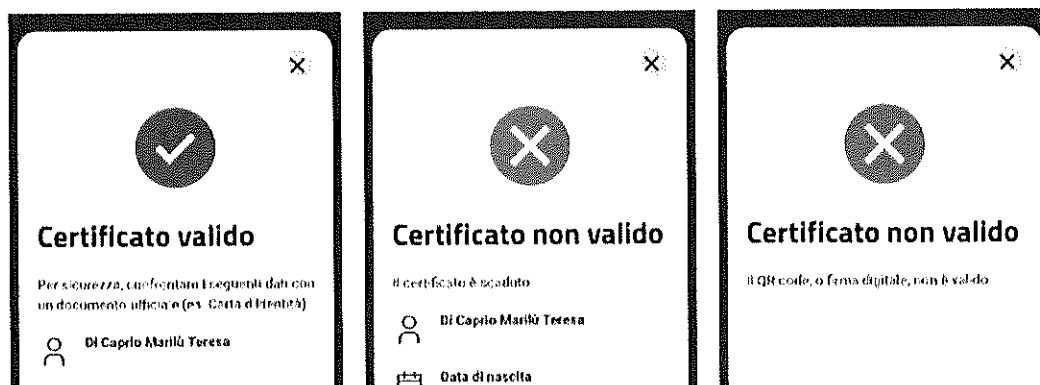 Certificato valido
Per sicurezza, confrontare i seguenti dati con
un documento ufficiale (es. Carta d'Identità)
Di Caprio Marilù Teresa
Certificato non valido
Il certificato è scaduto
Di Caprio Marilù Teresa
Data di nascita
Certificato non valido
Il QR code, o firma digitale, non è valido